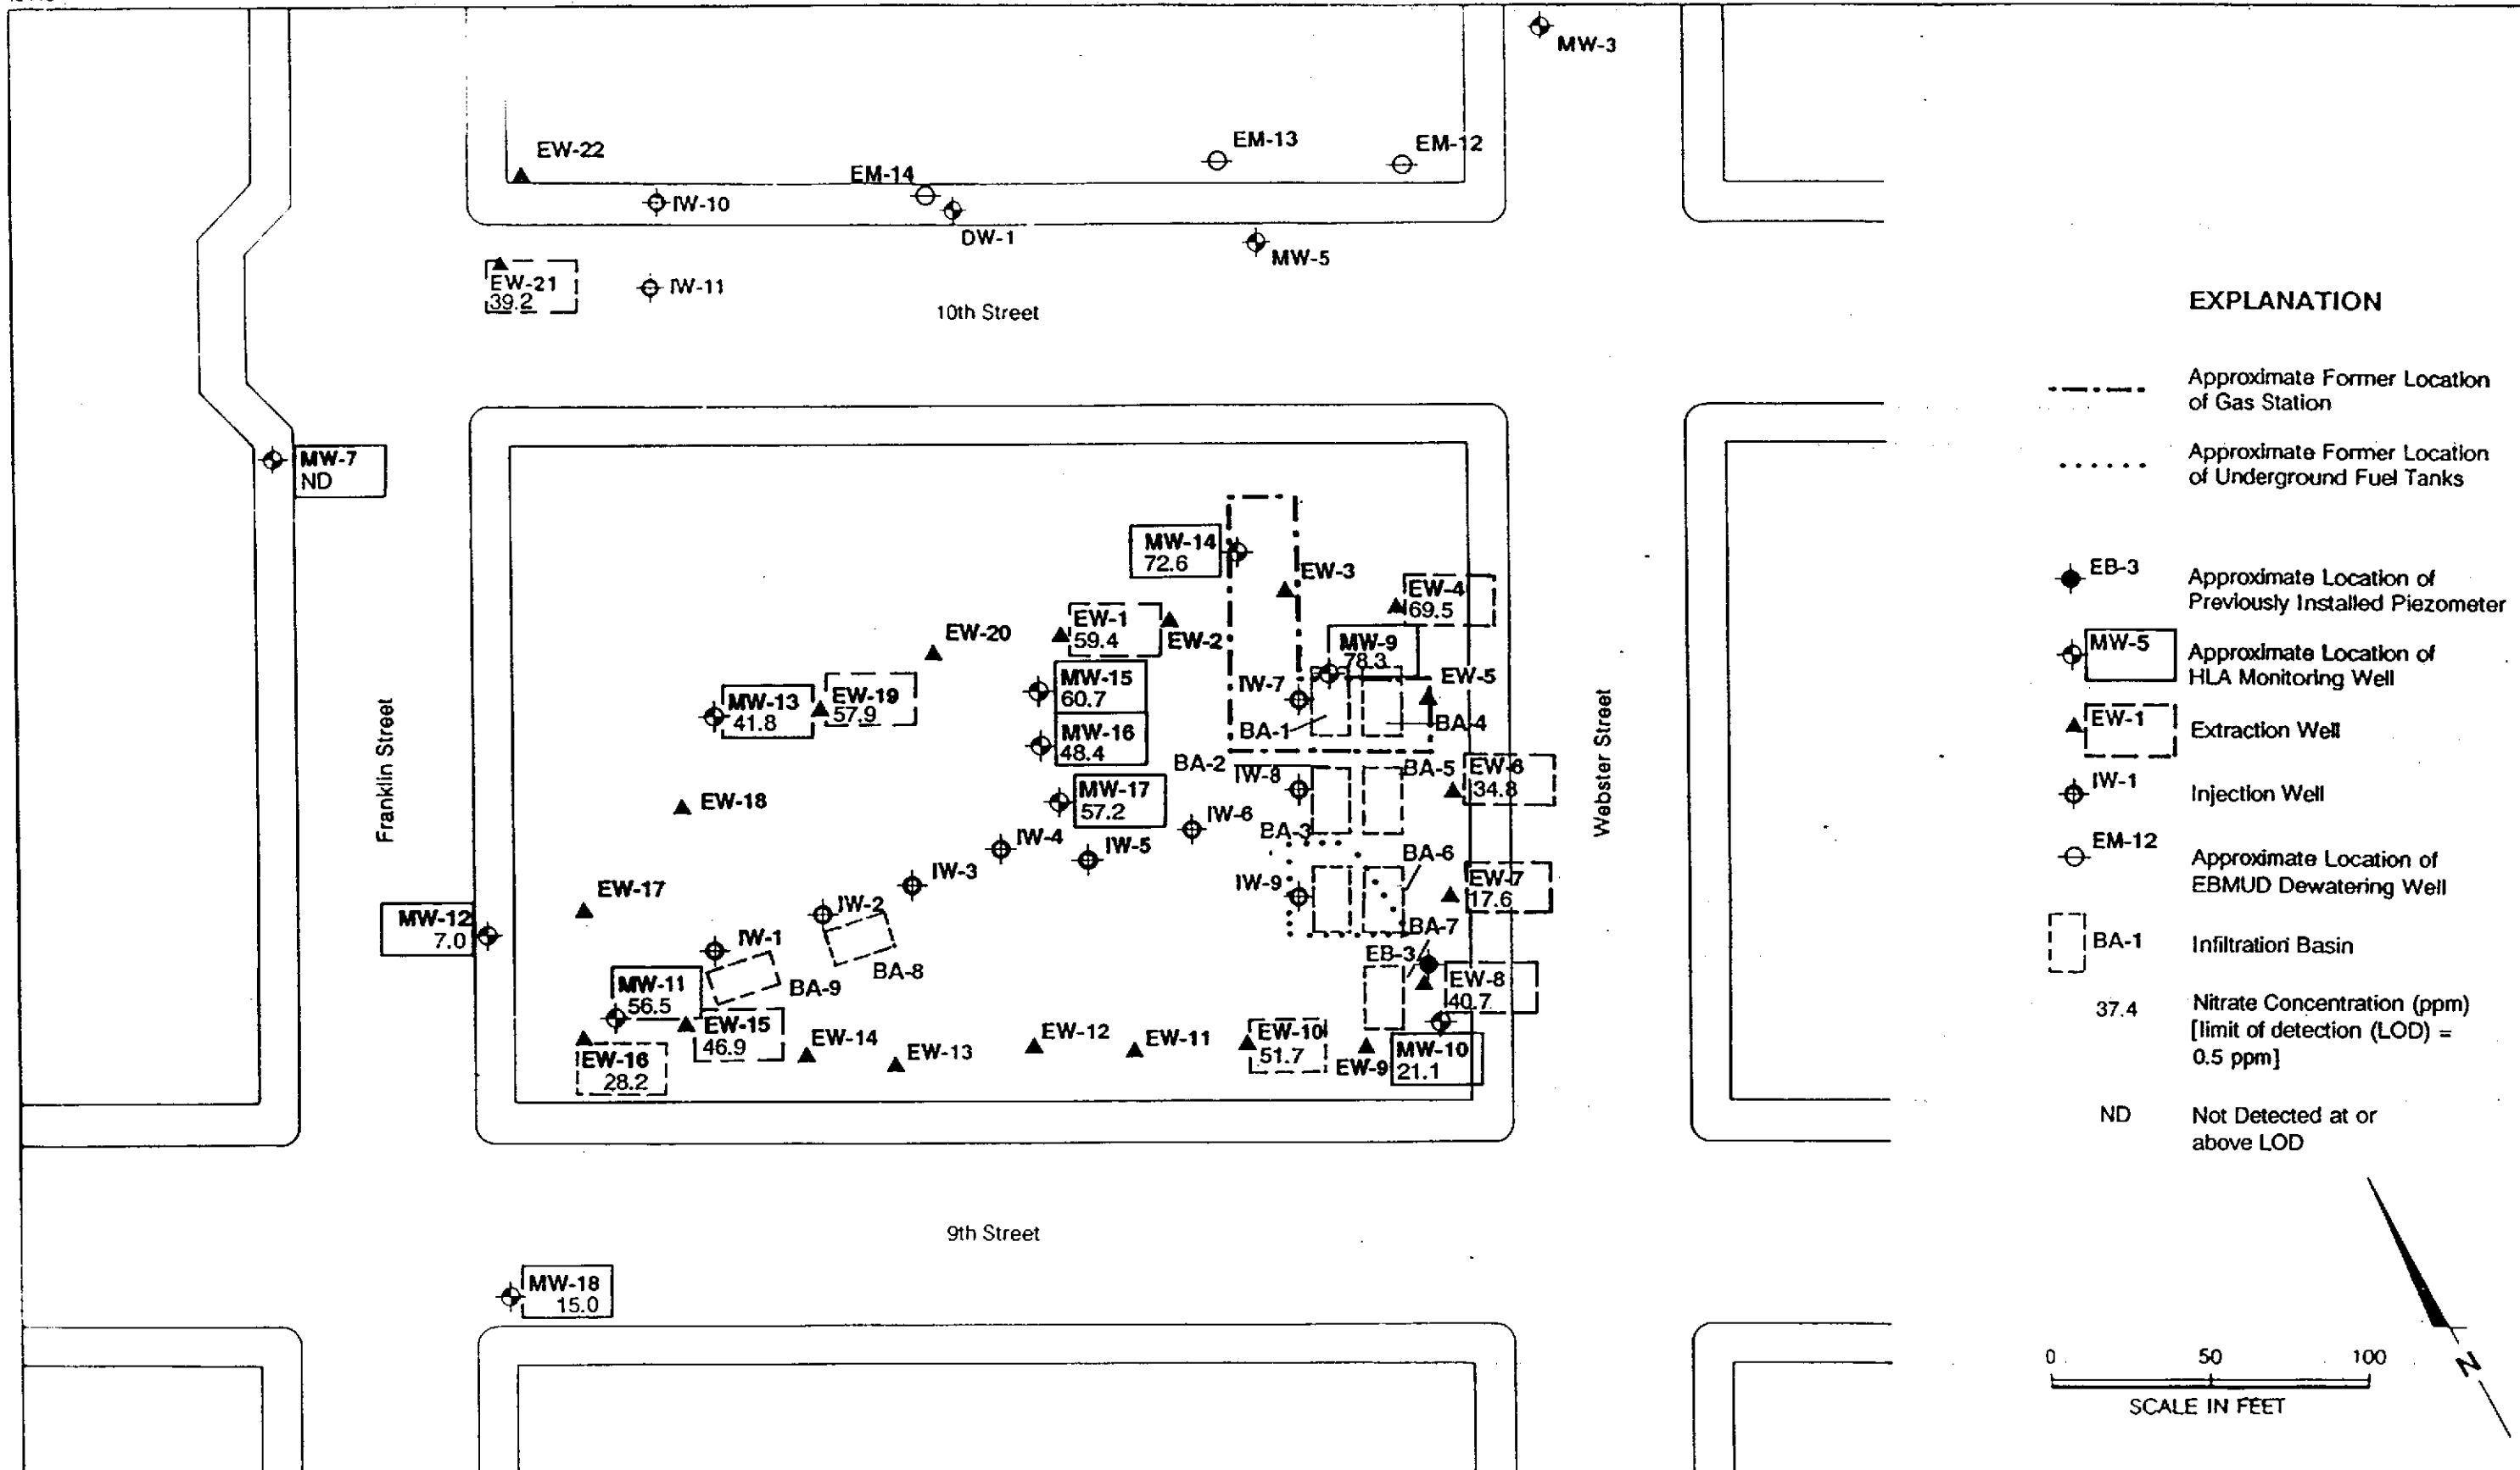 MW-3
EW-22
EM-13
EM-12
EM-14
IW-10
DW-1
MW-5
EW-21
39.2
IW-11
10th Street
MW-7
ND
MW-14
72.6
EW-3
EW-4
69.5
EW-1
59.4
EW-2
EW-20
MW-9
78.3
MW-15
60.7
IW-7
EW-5
MW-13
41.8
EW-19
57.9
BA-1
BA-4
MW-16
48.4
Franklin Street
Webster Street
BA-2
IW-8
BA-5
EW-6
34.8
MW-17
57.2
EW-18
IW-6
BA-3
IW-4
IW-5
BA-6
IW-3
IW-9
EW-7
17.6
EW-17
MW-12
7.0
IW-2
BA-7
IW-1
BA-8
EB-3
MW-11
56.5
BA-9
EW-8
40.7
EW-15
46.9
EW-14
EW-13
EW-12
EW-11
EW-10
51.7
EW-9
MW-10
21.1
EW-16
28.2
9th Street
MW-18
15.0
EXPLANATION
Approximate Former Location
of Gas Station
Approximate Former Location
of Underground Fuel Tanks
EB-3
Approximate Location of
Previously Installed Piezometer
MW-5
Approximate Location of
HLA Monitoring Well
EW-1
Extraction Well
IW-1
Injection Well
EM-12
Approximate Location of
EBMUD Dewatering Well
BA-1
Infiltration Basin
37.4
Nitrate Concentration (ppm)
[limit of detection (LOD) =
0.5 ppm]
ND
Not Detected at or
above LOD
N
0 50 100
SCALE IN FEET